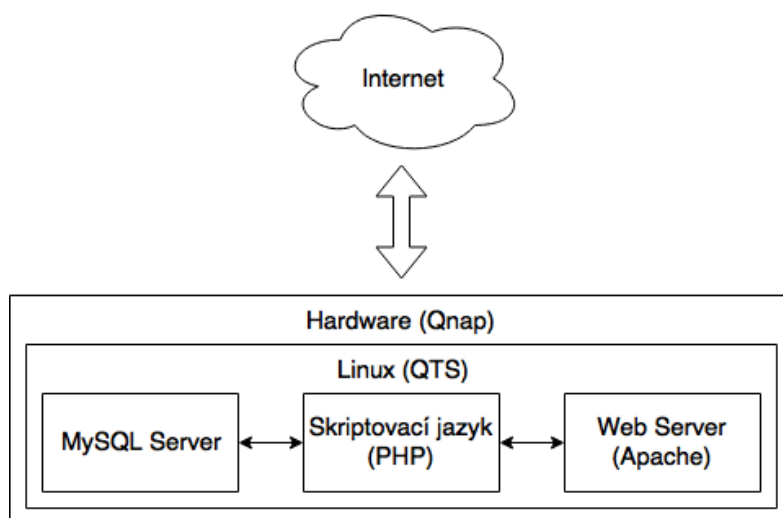 Internet
Hardware (Qnap)
Linux (QTS)
MySQL Server
Skriptovací jazyk
(PHP)
Web Server
(Apache)